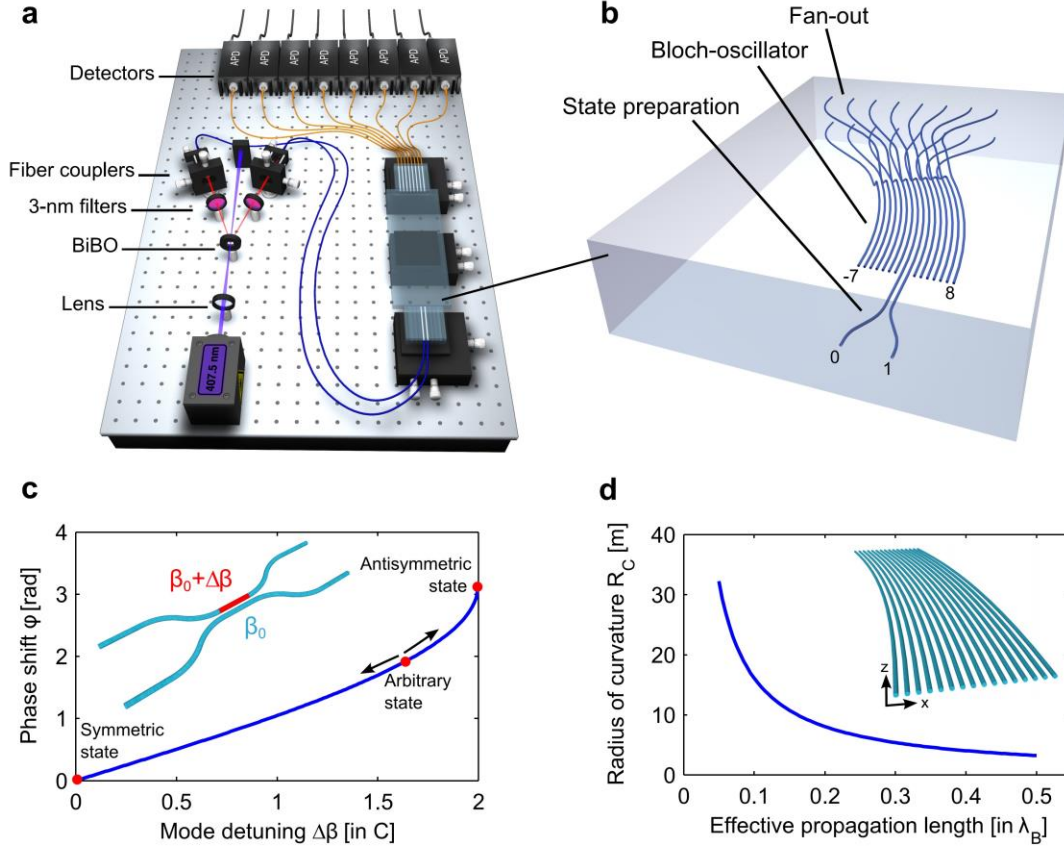 a
APD APD APD APD APD APD APD APD
Detectors
Fiber couplers
3-nm filters
BiBO
Lens
407.5 nm
b
Fan-out
Bloch-oscillator
State preparation
-7
8
0
1
c
Phase shift φ [rad]
4
3
2
1
0
β₀+Δβ
β₀
Antisymmetric
state
Arbitrary
state
Symmetric
state
0 0.5 1 1.5 2
Mode detuning Δβ [in C]
d
Radius of curvature R_C [m]
40
30
20
10
0
z
x
0 0.1 0.2 0.3 0.4 0.5
Effective propagation length [in λ_B]